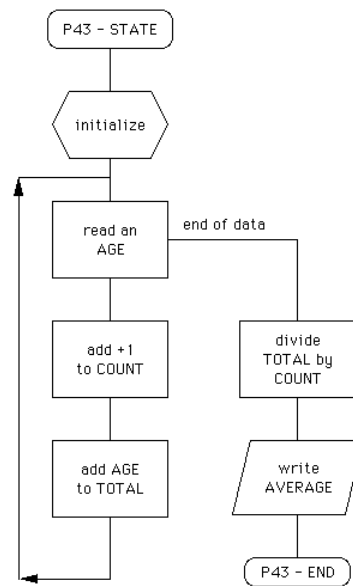 P43 - STATE
initialize
read an
AGE
end of data
add +1
to COUNT
divide
TOTAL by
COUNT
add AGE
to TOTAL
write
AVERAGE
P43 - END